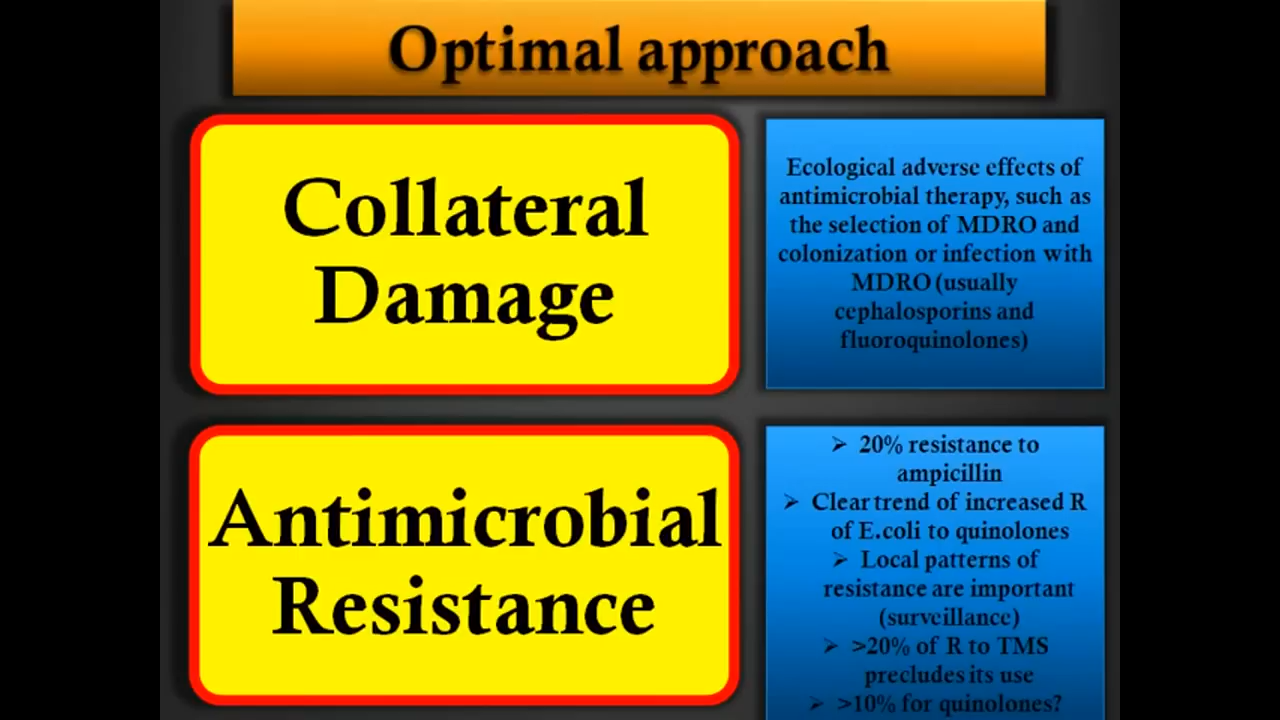 Optimal approach
Collateral
Damage
Ecological adverse effects of
antimicrobial therapy, such as
the selection of MDRO and
colonization or infection with
MDRO (usually
cephalosporins and
fluoroquinolones)
Antimicrobial
Resistance
➢ 20% resistance to
ampicillin
➢ Clear trend of increased R
of E.coli to quinolones
➢ Local patterns of
resistance are important
(surveillance)
➢ >20% of R to TMS
precludes its use
➢ >10% for quinolones?